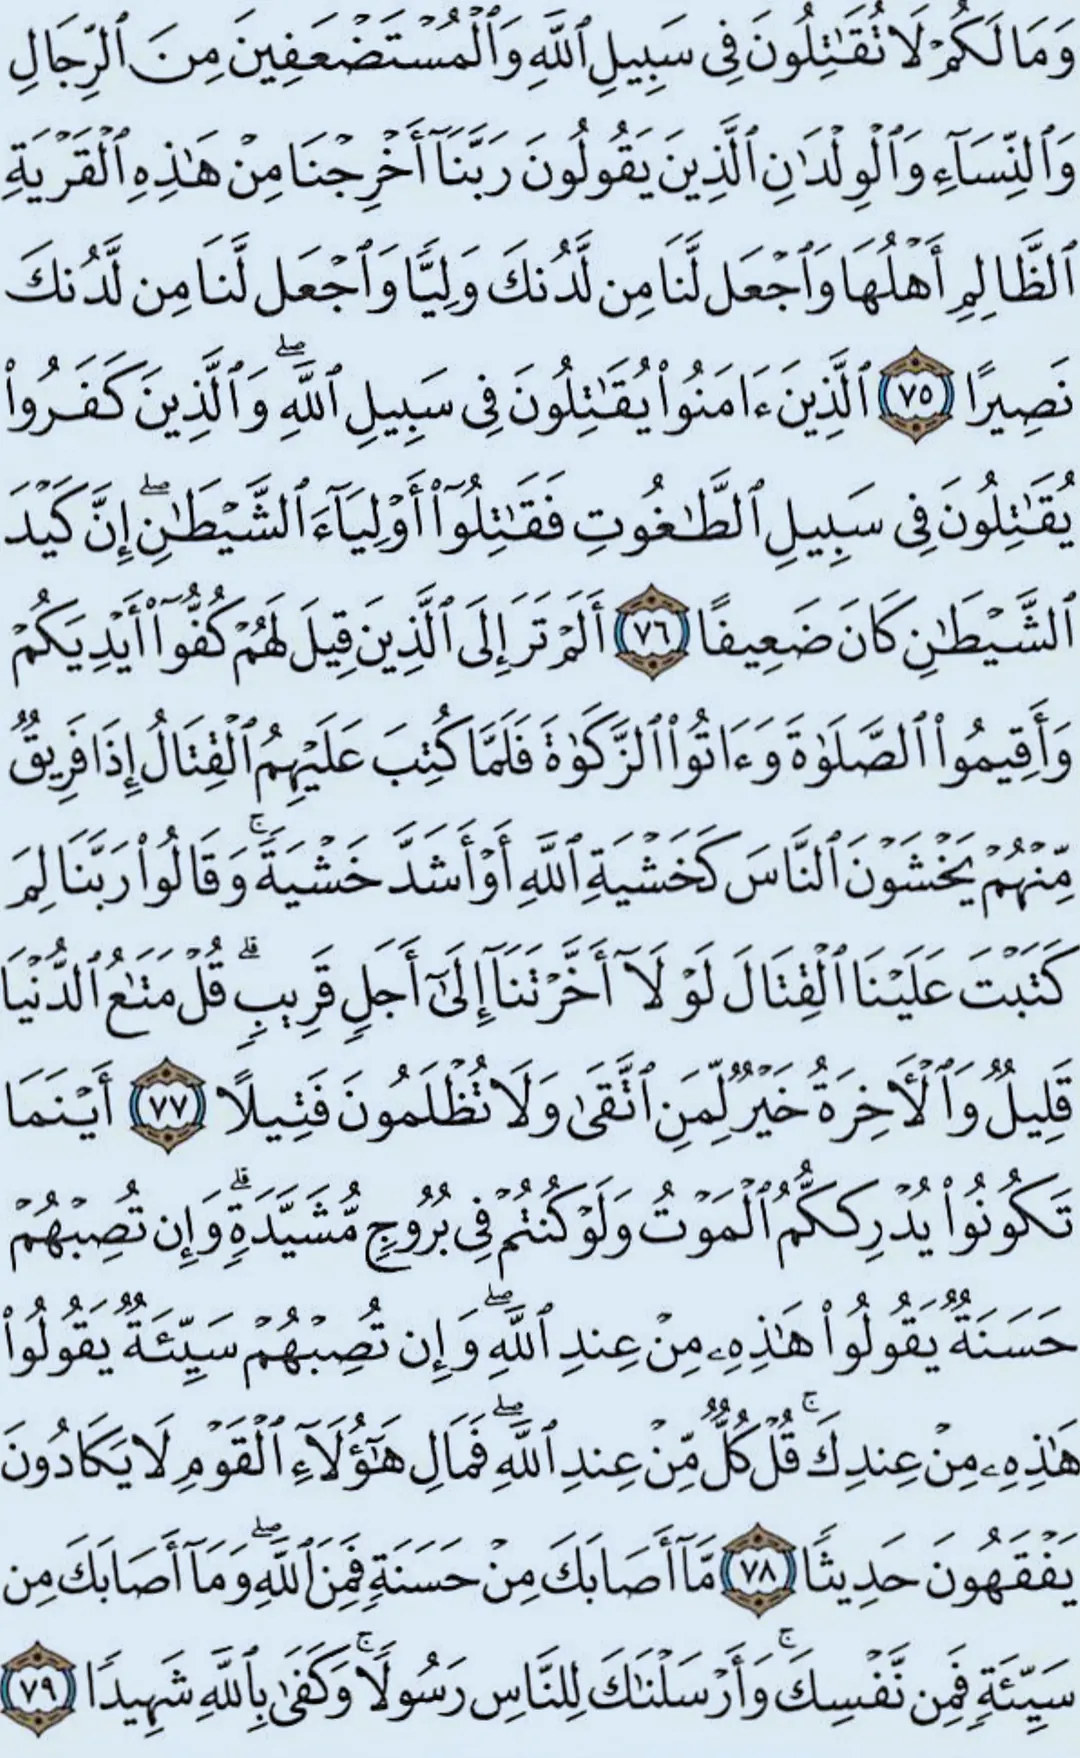 وَمَا لَكُمْ لَا تُقَٰتِلُونَ فِى سَبِيلِ ٱللَّهِ وَٱلْمُسْتَضْعَفِينَ مِنَ ٱلرِّجَالِ
وَٱلنِّسَآءِ وَٱلْوِلْدَٰنِ ٱلَّذِينَ يَقُولُونَ رَبَّنَآ أَخْرِجْنَا مِنْ هَٰذِهِ ٱلْقَرْيَةِ
ٱلظَّالِمِ أَهْلُهَا وَٱجْعَل لَّنَا مِن لَّدُنكَ وَلِيًّا وَٱجْعَل لَّنَا مِن لَّدُنكَ
نَصِيرًا ٧٥ ٱلَّذِينَ ءَامَنُوا۟ يُقَٰتِلُونَ فِى سَبِيلِ ٱللَّهِ ۖ وَٱلَّذِينَ كَفَرُوا۟
يُقَٰتِلُونَ فِى سَبِيلِ ٱلطَّٰغُوتِ فَقَٰتِلُوٓا۟ أَوْلِيَآءَ ٱلشَّيْطَٰنِ ۖ إِنَّ كَيْدَ
ٱلشَّيْطَٰنِ كَانَ ضَعِيفًا ٧٦ أَلَمْ تَرَ إِلَى ٱلَّذِينَ قِيلَ لَهُمْ كُفُّوٓا۟ أَيْدِيَكُمْ
وَأَقِيمُوا۟ ٱلصَّلَوٰةَ وَءَاتُوا۟ ٱلزَّكَوٰةَ فَلَمَّا كُتِبَ عَلَيْهِمُ ٱلْقِتَالُ إِذَا فَرِيقٌ
مِّنْهُمْ يَخْشَوْنَ ٱلنَّاسَ كَخَشْيَةِ ٱللَّهِ أَوْ أَشَدَّ خَشْيَةً ۚ وَقَالُوا۟ رَبَّنَا لِمَ
كَتَبْتَ عَلَيْنَا ٱلْقِتَالَ لَوْلَآ أَخَّرْتَنَآ إِلَىٰٓ أَجَلٍ قَرِيبٍ ۗ قُلْ مَتَٰعُ ٱلدُّنْيَا
قَلِيلٌ وَٱلْـَٔاخِرَةُ خَيْرٌ لِّمَنِ ٱتَّقَىٰ وَلَا تُظْلَمُونَ فَتِيلًا ٧٧ أَيْنَمَا
تَكُونُوا۟ يُدْرِككُّمُ ٱلْمَوْتُ وَلَوْ كُنتُمْ فِى بُرُوجٍ مُّشَيَّدَةٍ ۗ وَإِن تُصِبْهُمْ
حَسَنَةٌ يَقُولُوا۟ هَٰذِهِۦ مِنْ عِندِ ٱللَّهِ ۖ وَإِن تُصِبْهُمْ سَيِّئَةٌ يَقُولُوا۟
هَٰذِهِۦ مِنْ عِندِكَ ۚ قُلْ كُلٌّ مِّنْ عِندِ ٱللَّهِ ۖ فَمَالِ هَٰٓؤُلَآءِ ٱلْقَوْمِ لَا يَكَادُونَ
يَفْقَهُونَ حَدِيثًا ٧٨ مَّآ أَصَابَكَ مِنْ حَسَنَةٍ فَمِنَ ٱللَّهِ ۖ وَمَآ أَصَابَكَ مِن
سَيِّئَةٍ فَمِن نَّفْسِكَ ۚ وَأَرْسَلْنَٰكَ لِلنَّاسِ رَسُولًا ۚ وَكَفَىٰ بِٱللَّهِ شَهِيدًا ٧٩